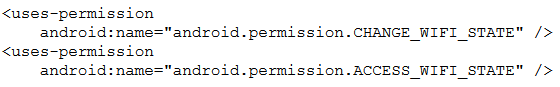 <uses-permission
android:name="android.permission.CHANGE_WIFI_STATE" />
<uses-permission
android:name="android.permission.ACCESS_WIFI_STATE" />